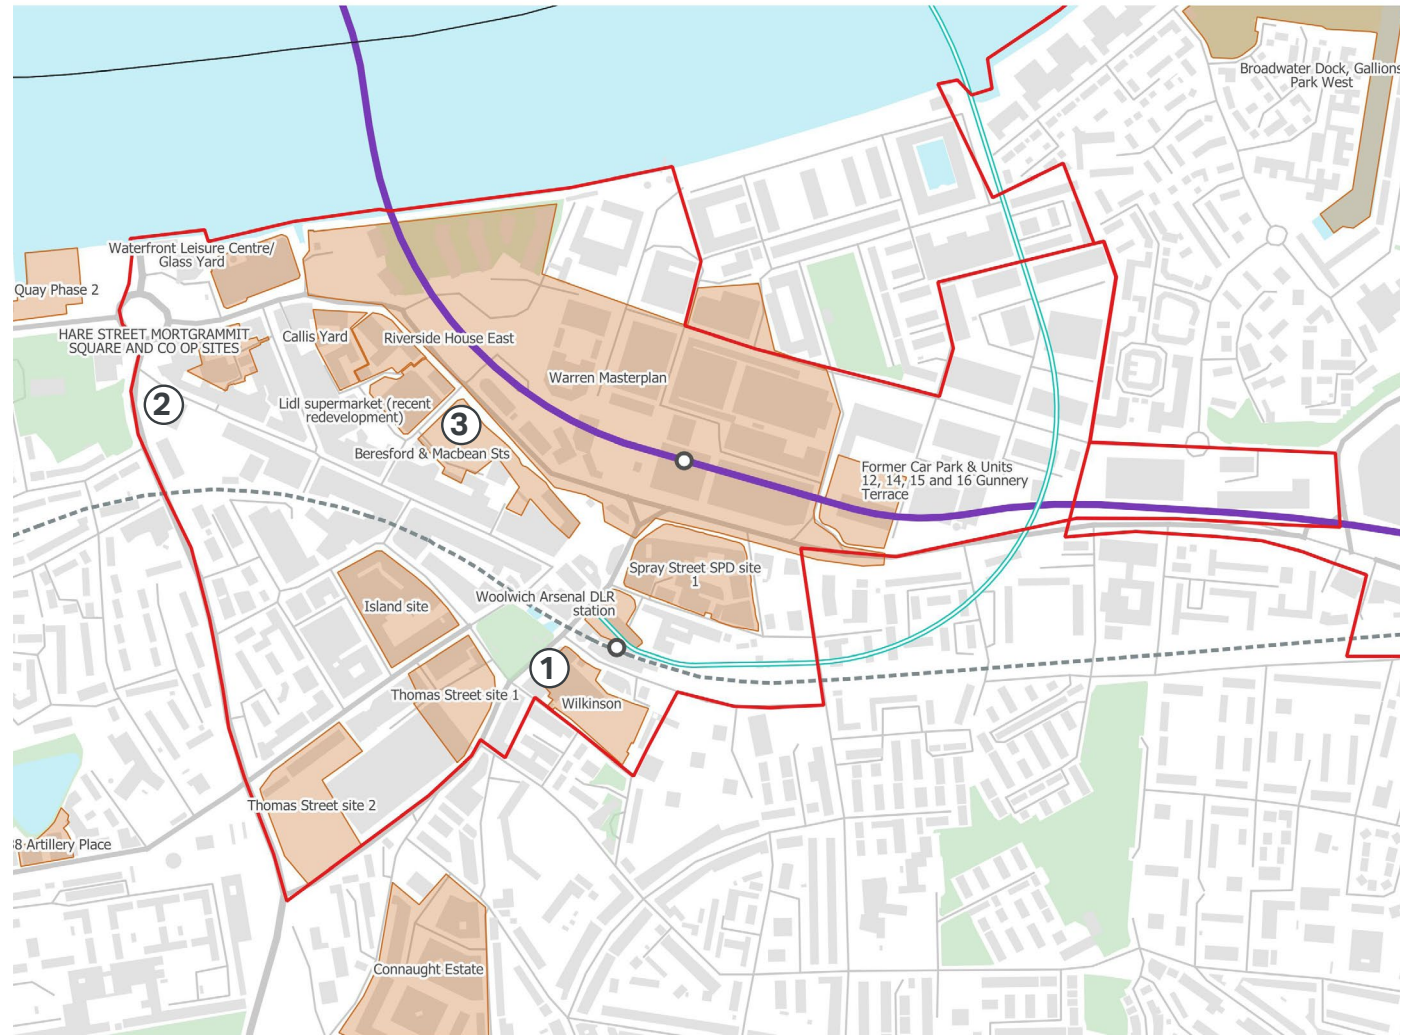 Broadwater Dock, Gallions
Park West
Waterfront Leisure Centre/
Glass Yard
Quay Phase 2
HARE STREET MORTGRAMMIT
SQUARE AND CO OP SITES
Callis Yard
Riverside House East
Warren Masterplan
2
Lidl supermarket (recent
redevelopment)
3
Beresford & Macbean Sts
Former Car Park & Units
12, 14, 15 and 16 Gunnery
Terrace
Spray Street SPD site
1
Woolwich Arsenal DLR
station
Island site
1
Thomas Street site 1
Wilkinson
Thomas Street site 2
8 Artillery Place
Connaught Estate